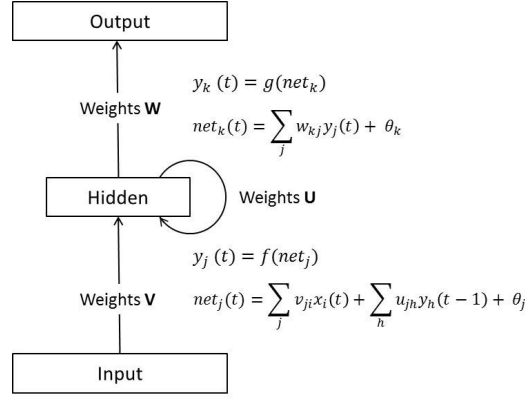 Output
y_k (t) = g(net_k)
Weights W
net_k(t) = ∑_j w_kj y_j(t) + θ_k
Hidden
Weights U
y_j (t) = f(net_j)
Weights V
net_j(t) = ∑_j v_ji x_i(t) + ∑_h u_jh y_h(t − 1) + θ_j
Input